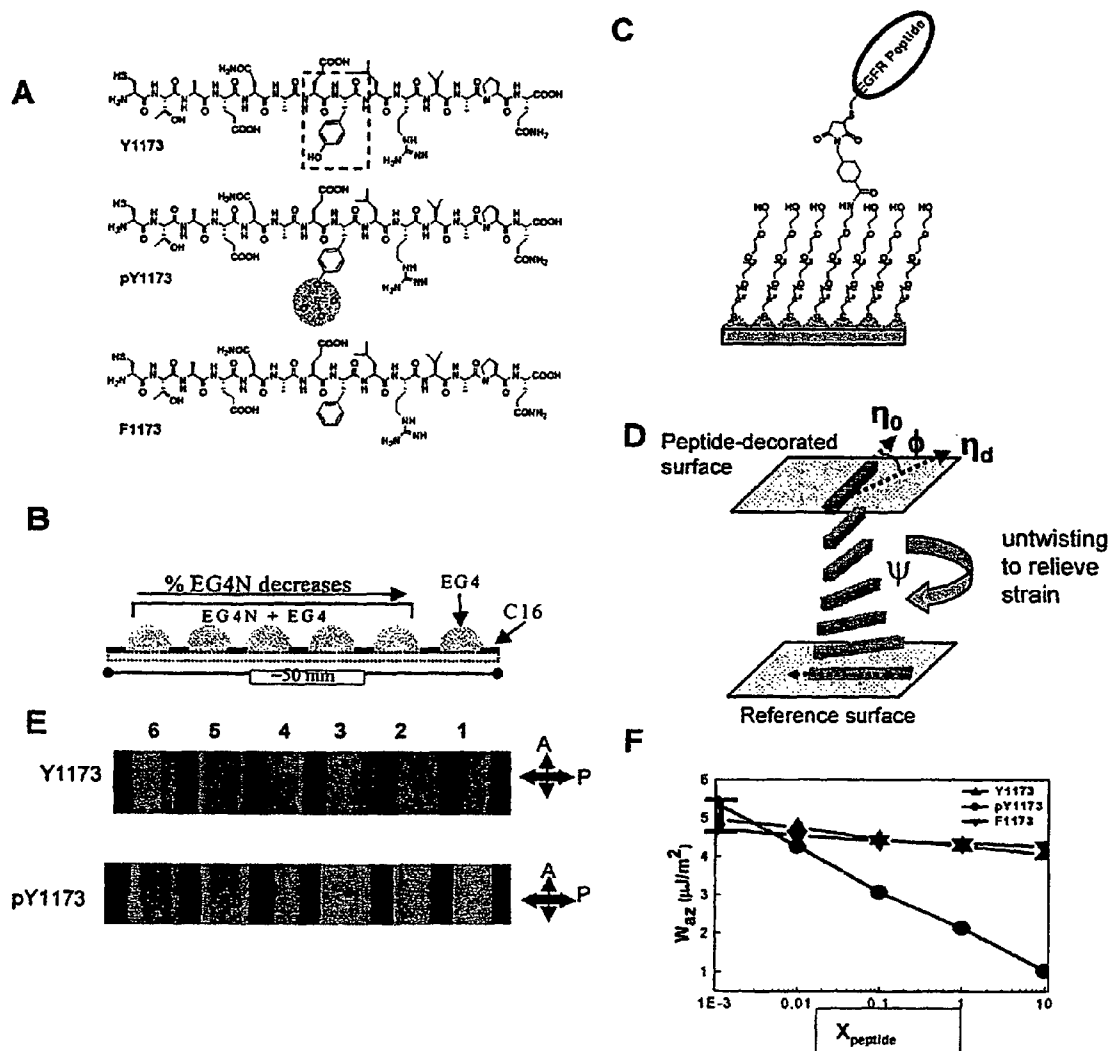 A
Y1173
pY1173
F1173
B
% EG4N decreases
EG4N + EG4
EG4
C16
~50 mm
C
EGFR Peptide
D
Peptide-decorated
surface
η0
ϕ
ηd
Ψ
untwisting
to relieve
strain
Reference surface
E
6 5 4 3 2 1
Y1173
A
P
pY1173
A
P
F
Y1173
pY1173
F1173
Waz (μJ/m²)
6
5
4
3
2
1
1E-3 0.01 0.1 1 10
Xpeptide